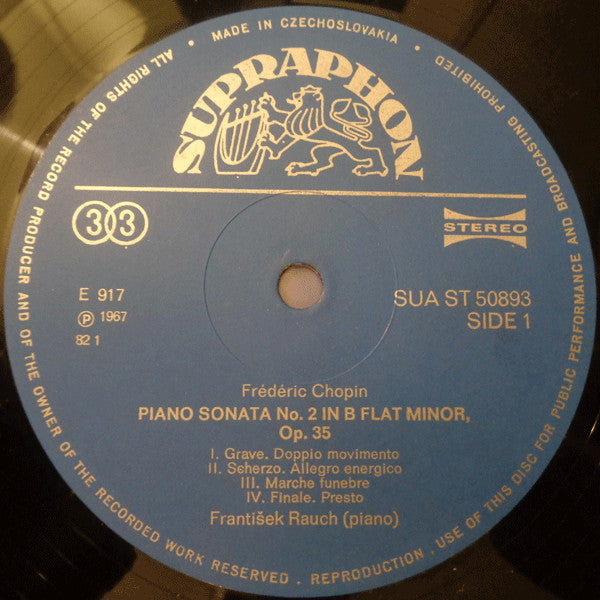 MADE IN CZECHOSLOVAKIA • ALL RIGHTS OF THE RECORD PRODUCER AND OF THE OWNER OF THE RECORDED WORK RESERVED . REPRODUCTION , USE OF THIS DISC FOR PUBLIC PERFORMANCE AND BROADCASTING PROHIBITED •
SUPRAPHON
33
STEREO
E 917
SUA ST 50893
Ⓟ 1967
SIDE 1
82 1
Frédéric Chopin
PIANO SONATA No. 2 IN B FLAT MINOR,
Op. 35
I. Grave. Doppio movimento
II. Scherzo. Allegro energico
III. Marche funebre
IV. FInale. Presto
František Rauch (piano)